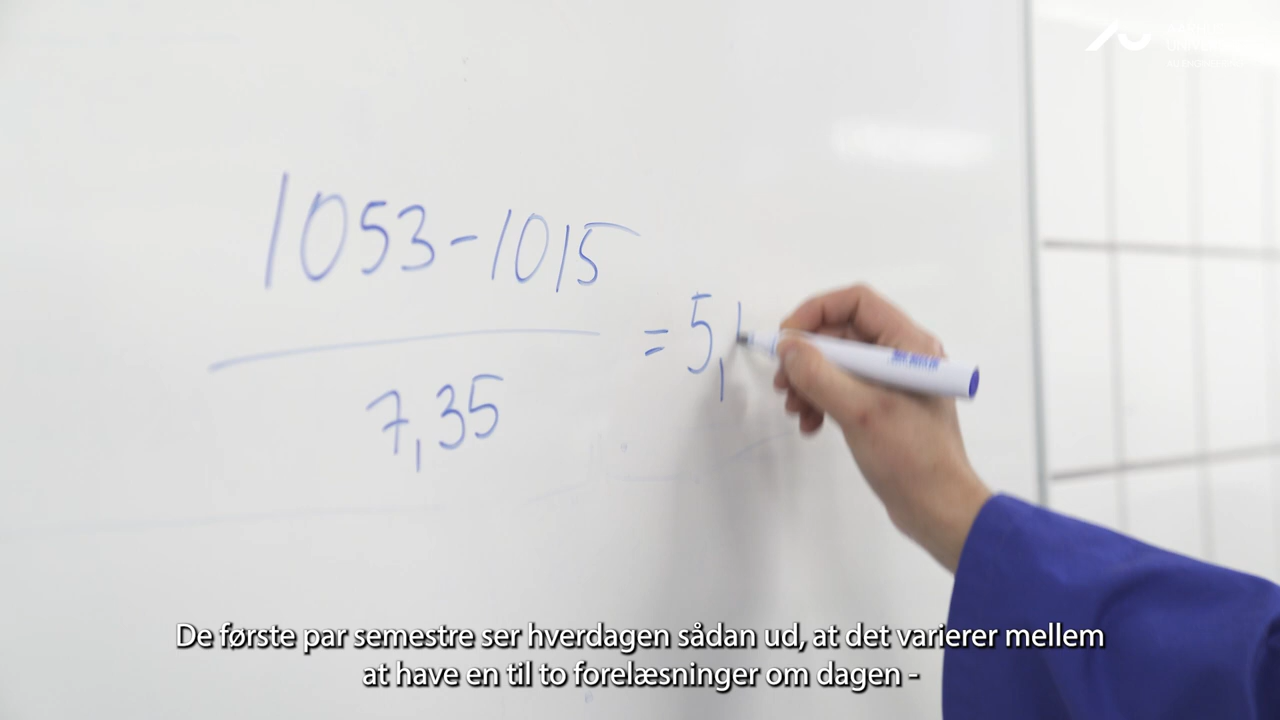 1053-1015
7,35
= 5,1
De første par semestre ser hverdagen sådan ud, at det varierer mellem
at have en til to forelæsninger om dagen -